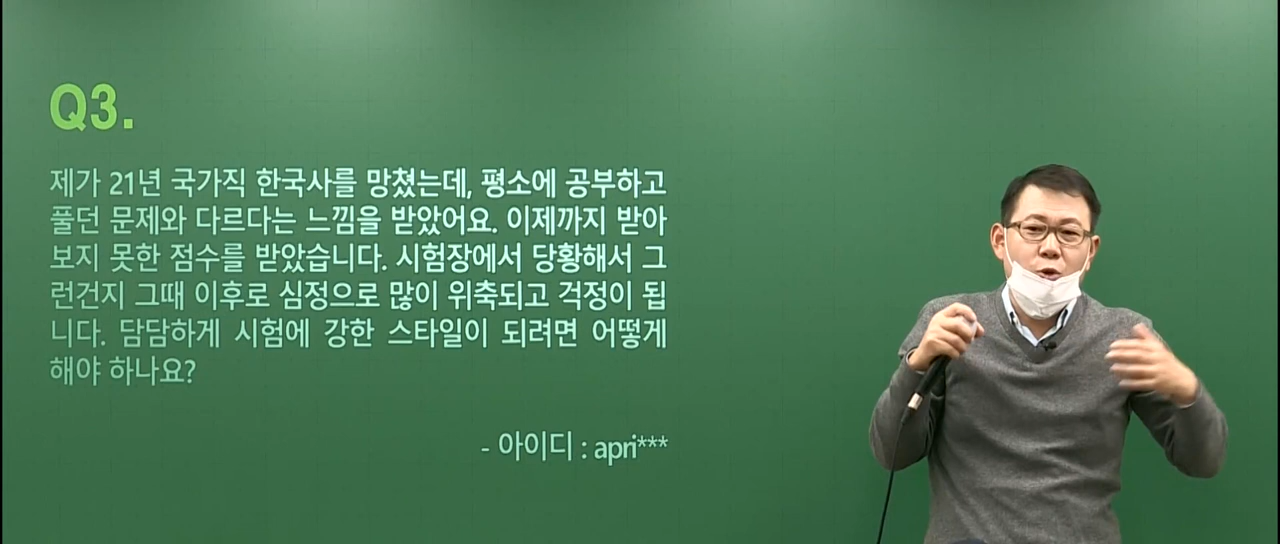 Q3.
제가 21년 국가직 한국사를 망쳤는데, 평소에 공부하고
풀던 문제와 다르다는 느낌을 받았어요. 이제까지 받아
보지 못한 점수를 받았습니다. 시험장에서 당황해서 그
런건지 그때 이후로 심정으로 많이 위축되고 걱정이 됩
니다. 담담하게 시험에 강한 스타일이 되려면 어떻게
해야 하나요?
- 아이디 : apri***